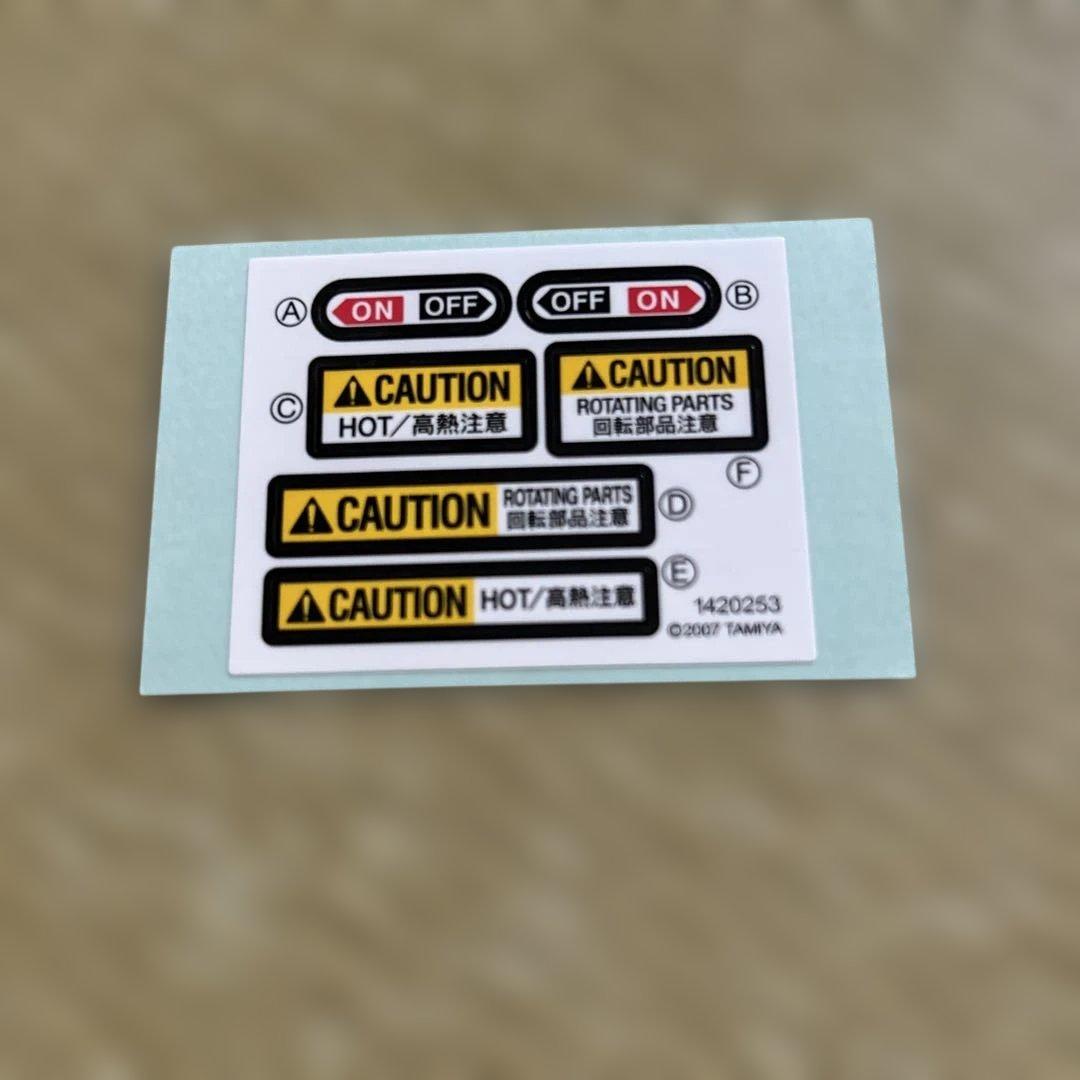 Ⓐ ON OFF OFF ON Ⓑ
Ⓒ ⚠CAUTION
HOT/高熱注意
⚠CAUTION
ROTATING PARTS
回転部品注意
Ⓕ
⚠CAUTION ROTATING PARTS
回転部品注意 Ⓓ
⚠CAUTION HOT/高熱注意 Ⓔ
1420253
©2007 TAMIYA